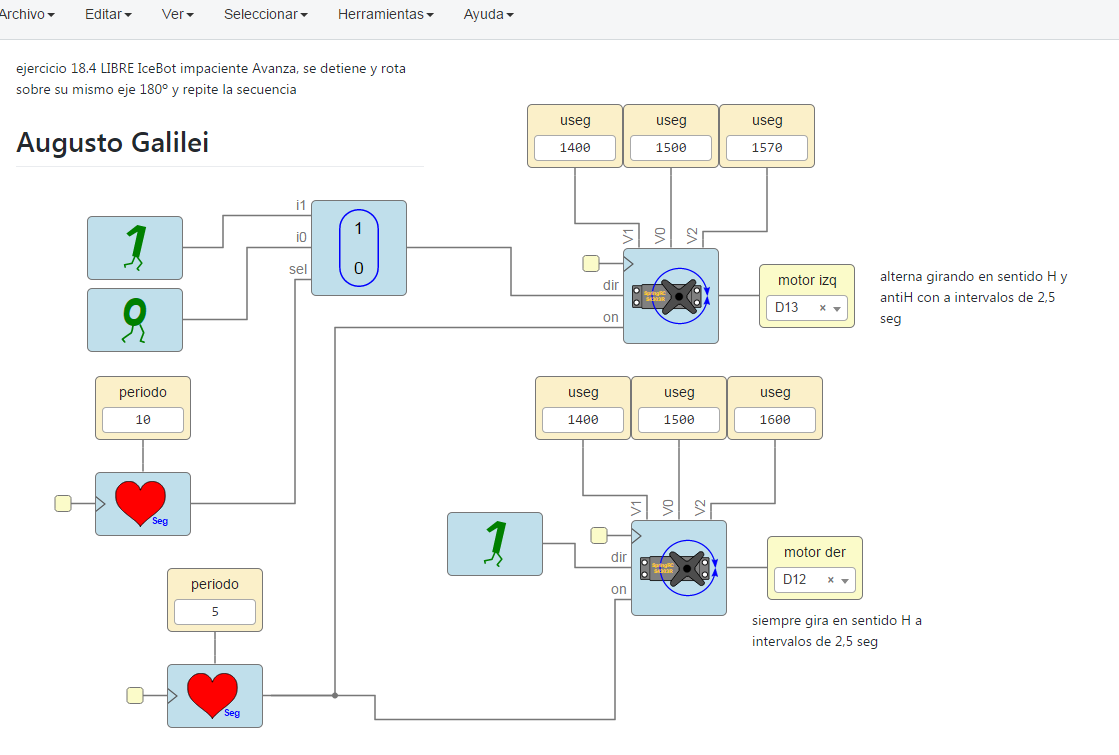 Archivo Editar Ver Seleccionar Herramientas Ayuda
ejercicio 18.4 LIBRE IceBot impaciente Avanza, se detiene y rota
sobre su mismo eje 180º y repite la secuencia
Augusto Galilei
useg useg useg
1400 1500 1570
V1 V0 V2
i1
i0
sel
1
0
1
0
dir
on
motor izq
D13 ×
alterna girando en sentido H y
antiH con a intervalos de 2,5
seg
periodo
10
Seg
useg useg useg
1400 1500 1600
V1 V0 V2
1
dir
on
motor der
D12 ×
siempre gira en sentido H a
intervalos de 2,5 seg
periodo
5
Seg